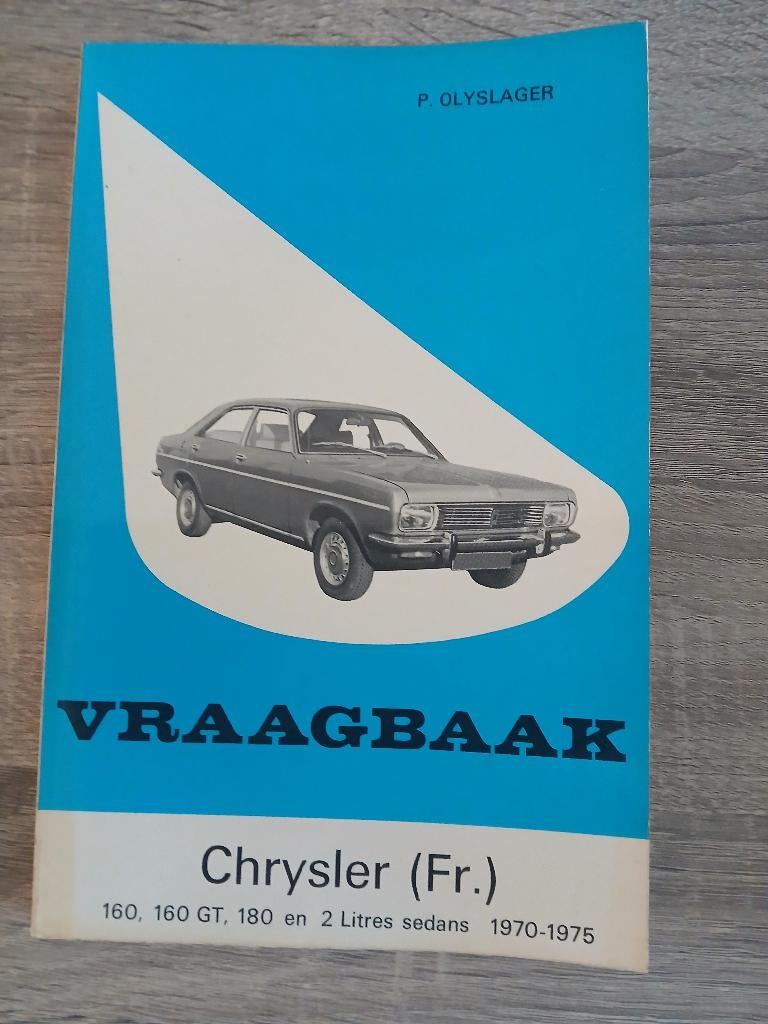 P. OLYSLAGER
VRAAGBAAK
Chrysler (Fr.)
160, 160 GT, 180 en 2 Litres sedans 1970-1975